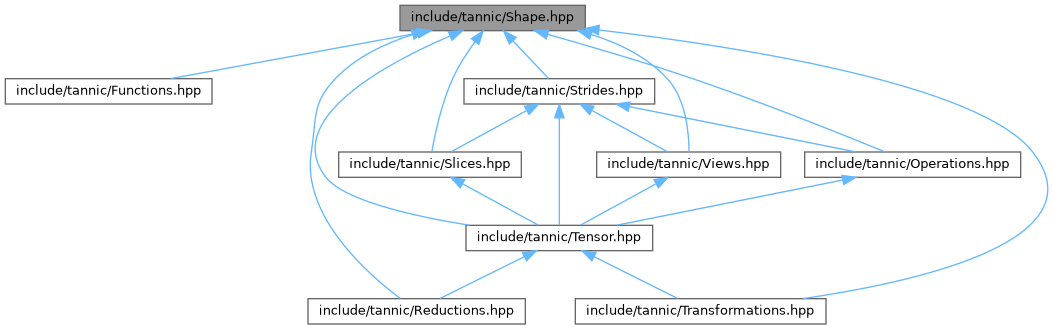 include/tannic/Shape.hpp
include/tannic/Functions.hpp
include/tannic/Strides.hpp
include/tannic/Slices.hpp
include/tannic/Views.hpp
include/tannic/Operations.hpp
include/tannic/Tensor.hpp
include/tannic/Reductions.hpp
include/tannic/Transformations.hpp